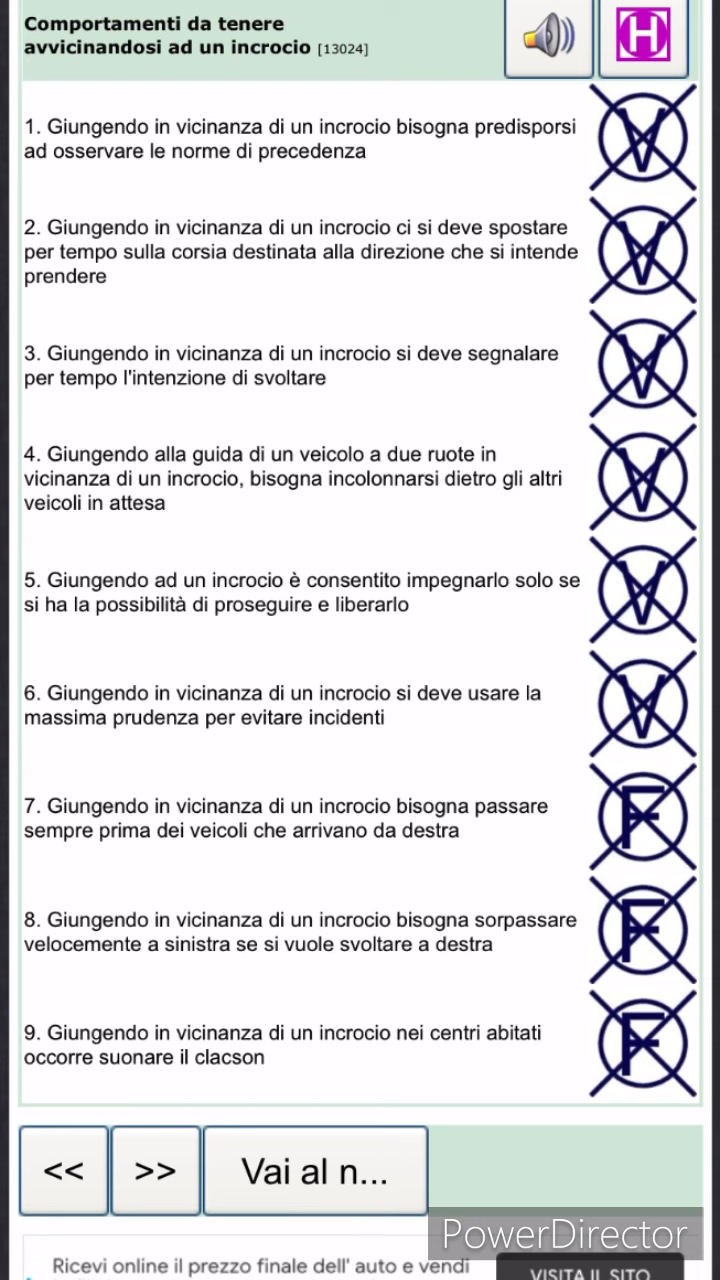 Comportamenti da tenere
avvicinandosi ad un incrocio [13024]
H
1. Giungendo in vicinanza di un incrocio bisogna predisporsi
ad osservare le norme di precedenza
V
2. Giungendo in vicinanza di un incrocio ci si deve spostare
per tempo sulla corsia destinata alla direzione che si intende
prendere
V
3. Giungendo in vicinanza di un incrocio si deve segnalare
per tempo l'intenzione di svoltare
V
4. Giungendo alla guida di un veicolo a due ruote in
vicinanza di un incrocio, bisogna incolonnarsi dietro gli altri
veicoli in attesa
V
5. Giungendo ad un incrocio è consentito impegnarlo solo se
si ha la possibilità di proseguire e liberarlo
V
6. Giungendo in vicinanza di un incrocio si deve usare la
massima prudenza per evitare incidenti
V
7. Giungendo in vicinanza di un incrocio bisogna passare
sempre prima dei veicoli che arrivano da destra
F
8. Giungendo in vicinanza di un incrocio bisogna sorpassare
velocemente a sinistra se si vuole svoltare a destra
F
9. Giungendo in vicinanza di un incrocio nei centri abitati
occorre suonare il clacson
F
<< >> Vai al n...
PowerDirector
Ricevi online il prezzo finale dell' auto e vendi
VISITA IL SITO